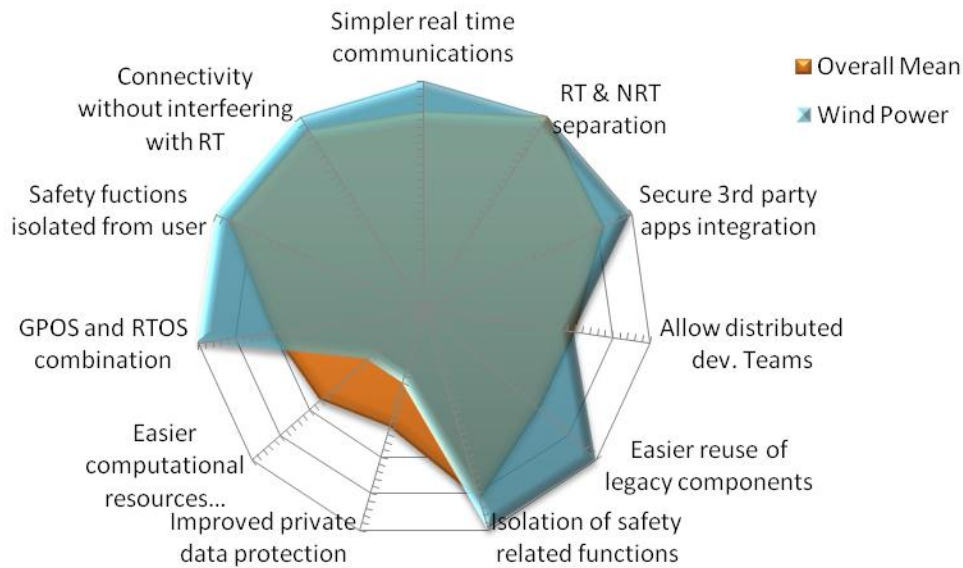 Simpler real time
communications
RT & NRT
separation
Secure 3rd party
apps integration
Allow distributed
dev. Teams
Easier reuse of
legacy components
Isolation of safety
related functions
Improved private
data protection
Easier
computational
resources...
GPOS and RTOS
combination
Safety fuctions
isolated from user
Connectivity
without interfeering
with RT
Overall Mean
Wind Power